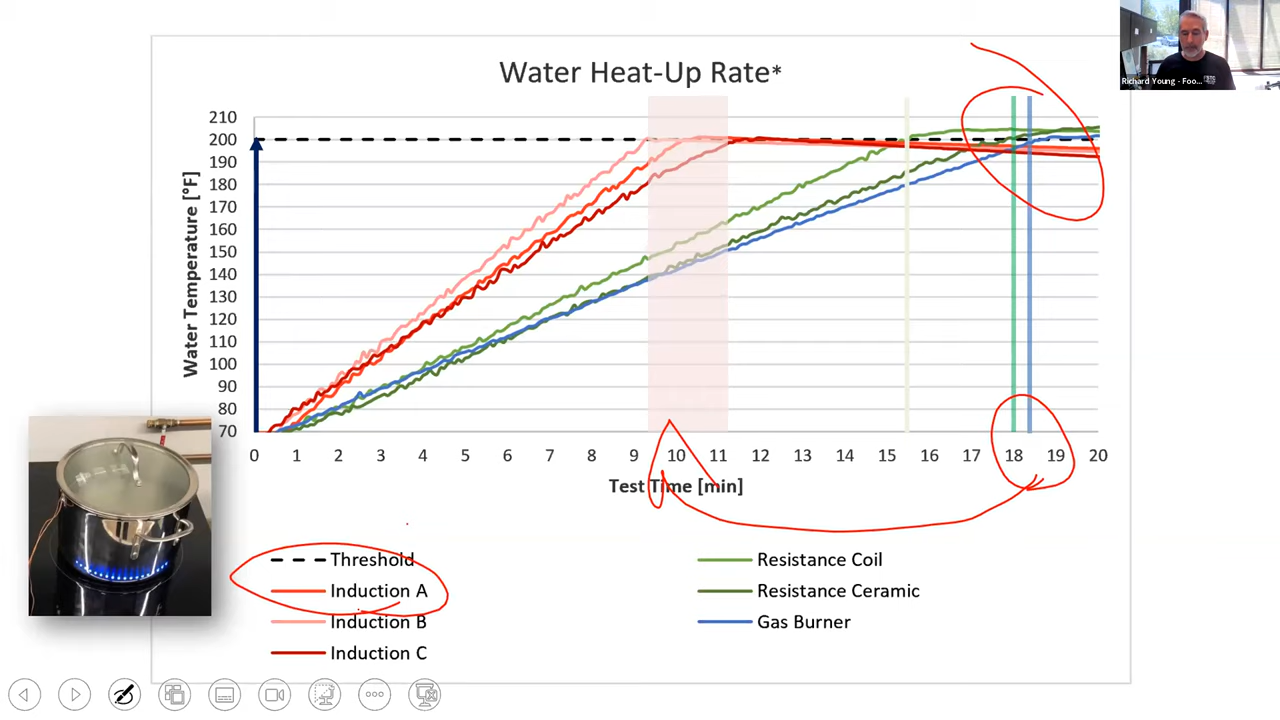 Water Heat-Up Rate*
Richard Young - Foo...
210
200
190
180
170
160
150
140
130
120
110
100
90
80
70
Water Temperature [°F]
0 1 2 3 4 5 6 7 8 9 10 11 12 13 14 15 16 17 18 19 20
Test Time [min]
Threshold
Induction A
Induction B
Induction C
Resistance Coil
Resistance Ceramic
Gas Burner